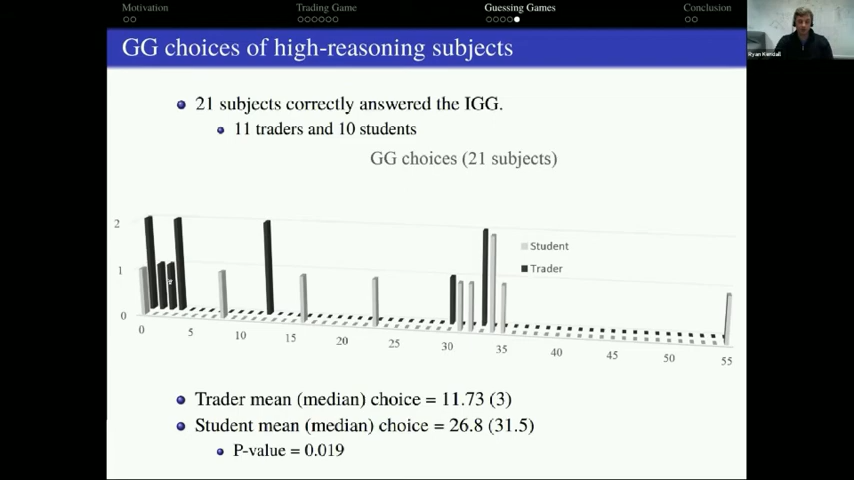 Motivation Trading Game Guessing Games Conclusion
GG choices of high-reasoning subjects
Ryan Kendall
21 subjects correctly answered the IGG.
11 traders and 10 students
GG choices (21 subjects)
2
1
0
Student
Trader
0 5 10 15 20 25 30 35 40 45 50 55
Trader mean (median) choice = 11.73 (3)
Student mean (median) choice = 26.8 (31.5)
P-value = 0.019